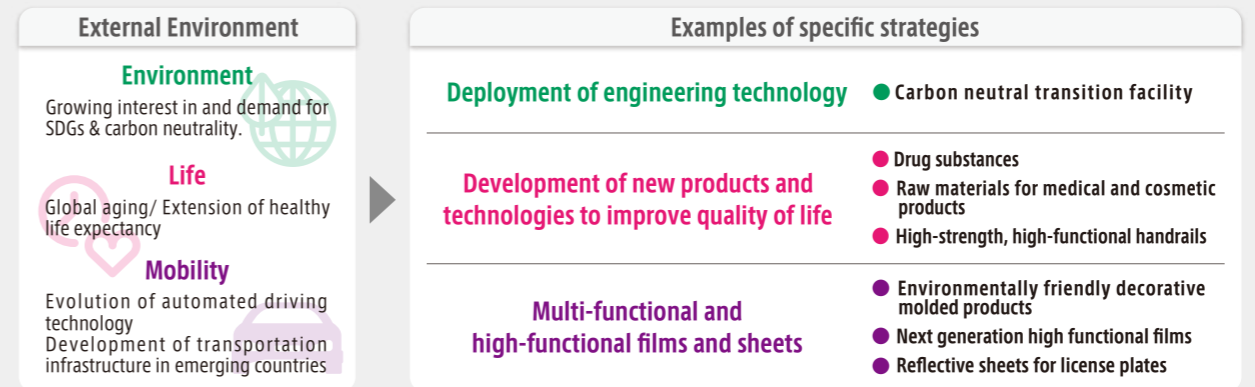 External Environment
Environment
Growing interest in and demand for
SDGs & carbon neutrality.
Life
Global aging/ Extension of healthy
life expectancy
Mobility
Evolution of automated driving
technology
Development of transportation
infrastructure in emerging countries
Examples of specific strategies
Deployment of engineering technology
Carbon neutral transition facility
Development of new products and
technologies to improve quality of life
Drug substances
Raw materials for medical and cosmetic
products
High-strength, high-functional handrails
Multi-functional and
high-functional films and sheets
Environmentally friendly decorative
molded products
Next generation high functional films
Reflective sheets for license plates